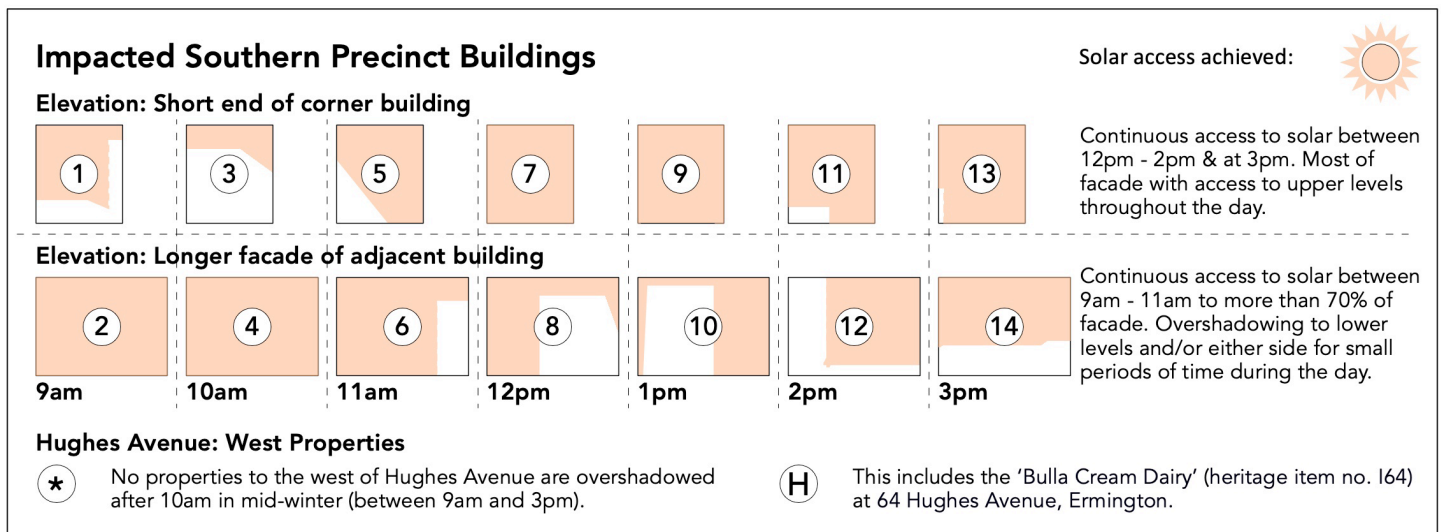 Impacted Southern Precinct Buildings
Solar access achieved:
Elevation: Short end of corner building
1
3
5
7
9
11
13
Continuous access to solar between
12pm - 2pm & at 3pm. Most of
facade with access to upper levels
throughout the day.
Elevation: Longer facade of adjacent building
2
4
6
8
10
12
14
Continuous access to solar between
9am - 11am to more than 70% of
facade. Overshadowing to lower
levels and/or either side for small
periods of time during the day.
9am
10am
11am
12pm
1pm
2pm
3pm
Hughes Avenue: West Properties
*
No properties to the west of Hughes Avenue are overshadowed
after 10am in mid-winter (between 9am and 3pm).
H
This includes the ‘Bulla Cream Dairy’ (heritage item no. I64)
at 64 Hughes Avenue, Ermington.